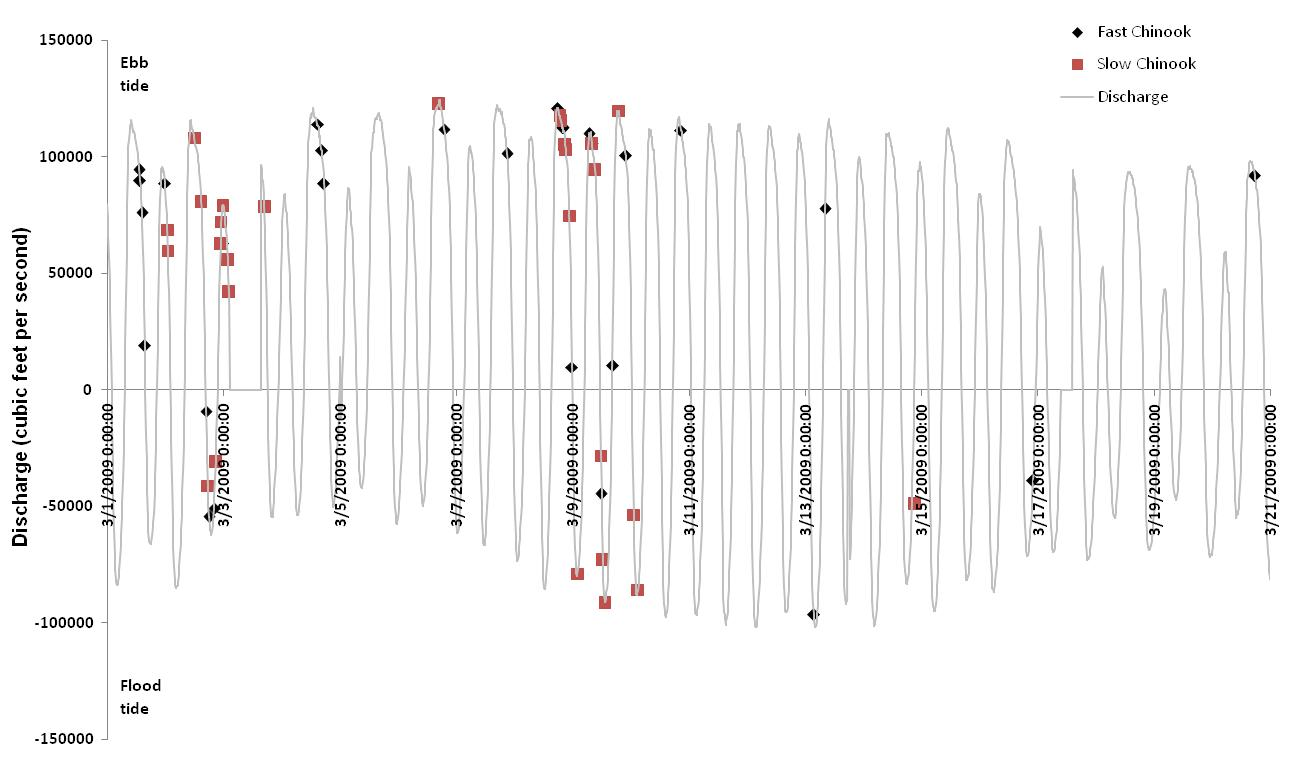 150000
100000
50000
0
-50000
-100000
-150000
Discharge (cubic feet per second)
Ebb
tide
Flood
tide
Fast Chinook
Slow Chinook
Discharge
3/1/2009 0:00:00
3/3/2009 0:00:00
3/5/2009 0:00:00
3/7/2009 0:00:00
3/9/2009 0:00:00
3/11/2009 0:00:00
3/13/2009 0:00:00
3/15/2009 0:00:00
3/17/2009 0:00:00
3/19/2009 0:00:00
3/21/2009 0:00:00